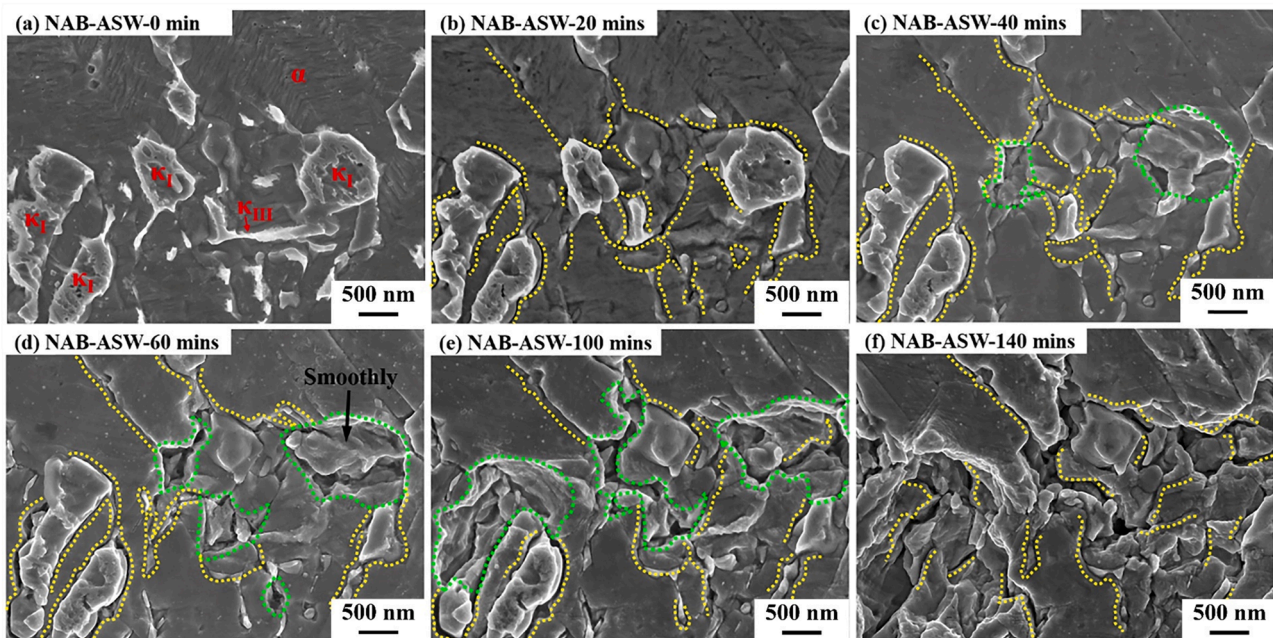 (a) NAB-ASW-0 min
α
κI
κI
κI
κIII
κI
500 nm
(b) NAB-ASW-20 mins
500 nm
(c) NAB-ASW-40 mins
500 nm
(d) NAB-ASW-60 mins
Smoothly
500 nm
(e) NAB-ASW-100 mins
500 nm
(f) NAB-ASW-140 mins
500 nm